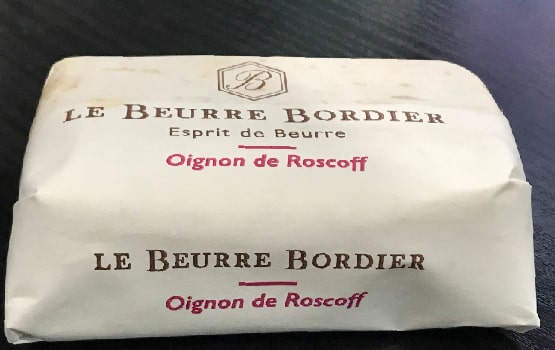 B
LE BEURRE BORDIER
Esprit de Beurre
Oignon de Roscoff
LE BEURRE BORDIER
Oignon de Roscoff